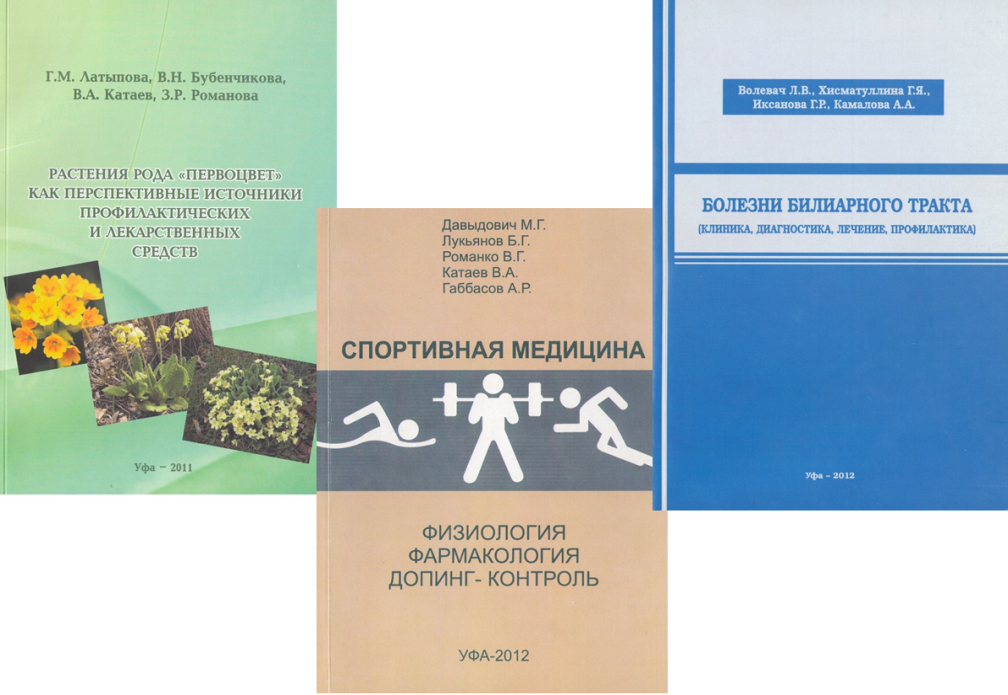 Г.М. Латыпова, В.Н. Бубенчикова,
В.А. Катаев, З.Р. Романова
РАСТЕНИЯ РОДА «ПЕРВОЦВЕТ»
КАК ПЕРСПЕКТИВНЫЕ ИСТОЧНИКИ
ПРОФИЛАКТИЧЕСКИХ
И ЛЕКАРСТВЕННЫХ
СРЕДСТВ
Уфа – 2011
Давыдович М.Г.
Лукьянов Б.Г.
Романко В.Г.
Катаев В.А.
Габбасов А.Р.
СПОРТИВНАЯ МЕДИЦИНА
ФИЗИОЛОГИЯ
ФАРМАКОЛОГИЯ
ДОПИНГ- КОНТРОЛЬ
УФА-2012
Волевач Л.В., Хисматуллина Г.Я.,
Иксанова Г.Р., Камалова А.А.
БОЛЕЗНИ БИЛИАРНОГО ТРАКТА
(КЛИНИКА, ДИАГНОСТИКА, ЛЕЧЕНИЕ, ПРОФИЛАКТИКА)
Уфа – 2012